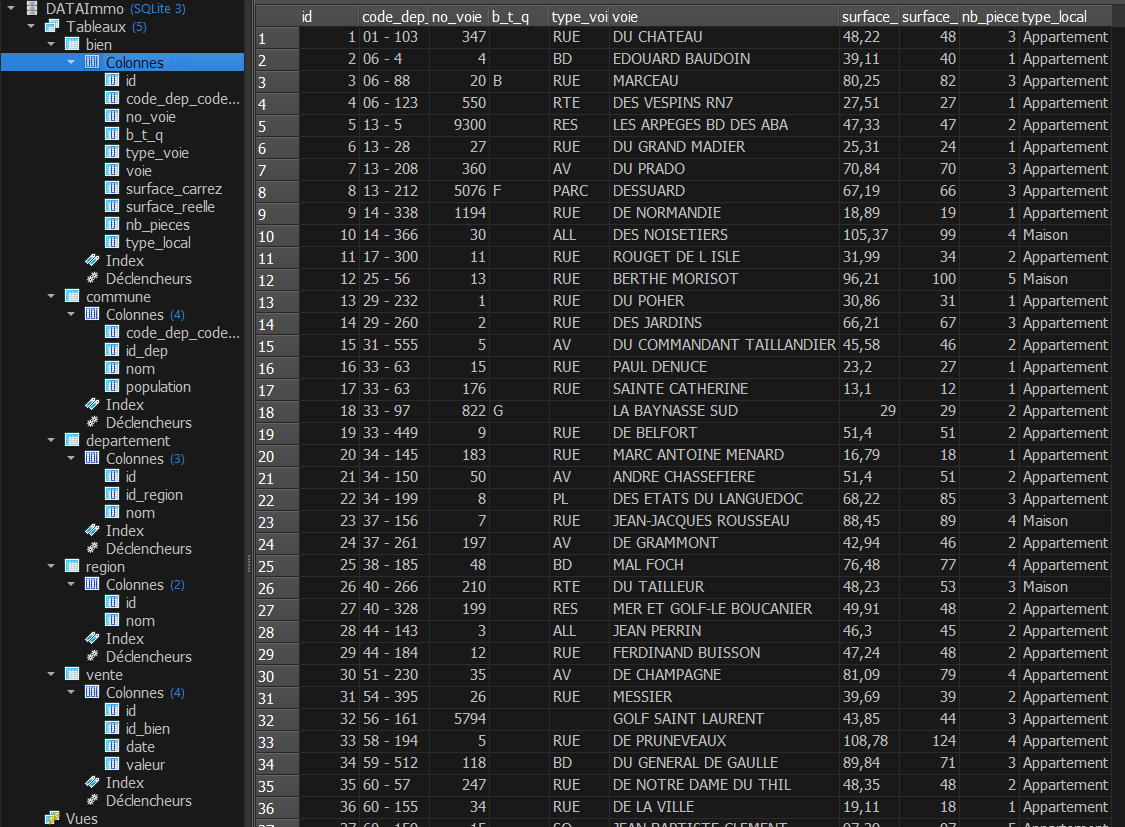 DATAImmo (SQLite 3)
Tableaux (5)
bien
Colonnes (10)
id
code_dep_code...
no_voie
b_t_q
type_voie
voie
surface_carrez
surface_reelle
nb_pieces
type_local
Index
Déclencheurs
commune
Colonnes (4)
code_dep_code...
id_dep
nom
population
Index
Déclencheurs
departement
Colonnes (3)
id
id_region
nom
Index
Déclencheurs
region
Colonnes (2)
id
nom
Index
Déclencheurs
vente
Colonnes (4)
id
id_bien
date
valeur
Index
Déclencheurs
Vues
id code_dep_ no_voie b_t_q type_voi voie surface_ surface_ nb_piece type_local
1 1 01 - 103 347 RUE DU CHATEAU 48,22 48 3 Appartement
2 2 06 - 4 4 BD EDOUARD BAUDOIN 39,11 40 1 Appartement
3 3 06 - 88 20 B RUE MARCEAU 80,25 82 3 Appartement
4 4 06 - 123 550 RTE DES VESPINS RN7 27,51 27 1 Appartement
5 5 13 - 5 9300 RES LES ARPEGES BD DES ABA 47,33 47 2 Appartement
6 6 13 - 28 27 RUE DU GRAND MADIER 25,31 24 1 Appartement
7 7 13 - 208 360 AV DU PRADO 70,84 70 3 Appartement
8 8 13 - 212 5076 F PARC DESSUARD 67,19 66 3 Appartement
9 9 14 - 338 1194 RUE DE NORMANDIE 18,89 19 1 Appartement
10 10 14 - 366 30 ALL DES NOISETIERS 105,37 99 4 Maison
11 11 17 - 300 11 RUE ROUGET DE L ISLE 31,99 34 2 Appartement
12 12 25 - 56 13 RUE BERTHE MORISOT 96,21 100 5 Maison
13 13 29 - 232 1 RUE DU POHER 30,86 31 1 Appartement
14 14 29 - 260 2 RUE DES JARDINS 66,21 67 3 Appartement
15 15 31 - 555 5 AV DU COMMANDANT TAILLANDIER 45,58 46 2 Appartement
16 16 33 - 63 15 RUE PAUL DENUCE 23,2 27 1 Appartement
17 17 33 - 63 176 RUE SAINTE CATHERINE 13,1 12 1 Appartement
18 18 33 - 97 822 G LA BAYNASSE SUD 29 29 2 Appartement
19 19 33 - 449 9 RUE DE BELFORT 51,4 51 2 Appartement
20 20 34 - 145 183 RUE MARC ANTOINE MENARD 16,79 18 1 Appartement
21 21 34 - 150 50 AV ANDRE CHASSEFIERE 51,4 51 2 Appartement
22 22 34 - 199 8 PL DES ETATS DU LANGUEDOC 68,22 85 3 Appartement
23 23 37 - 156 7 RUE JEAN-JACQUES ROUSSEAU 88,45 89 4 Maison
24 24 37 - 261 197 AV DE GRAMMONT 42,94 46 2 Appartement
25 25 38 - 185 48 BD MAL FOCH 76,48 77 4 Appartement
26 26 40 - 266 210 RTE DU TAILLEUR 48,23 53 3 Maison
27 27 40 - 328 199 RES MER ET GOLF-LE BOUCANIER 49,91 48 2 Appartement
28 28 44 - 143 3 ALL JEAN PERRIN 46,3 45 2 Appartement
29 29 44 - 184 12 RUE FERDINAND BUISSON 47,24 48 2 Appartement
30 30 51 - 230 35 AV DE CHAMPAGNE 81,09 79 4 Appartement
31 31 54 - 395 26 RUE MESSIER 39,69 39 2 Appartement
32 32 56 - 161 5794 GOLF SAINT LAURENT 43,85 44 3 Appartement
33 33 58 - 194 5 RUE DE PRUNEVEAUX 108,78 124 4 Appartement
34 34 59 - 512 118 BD DU GENERAL DE GAULLE 89,84 71 3 Appartement
35 35 60 - 57 247 RUE DE NOTRE DAME DU THIL 48,35 48 2 Appartement
36 36 60 - 155 34 RUE DE LA VILLE 19,11 18 1 Appartement